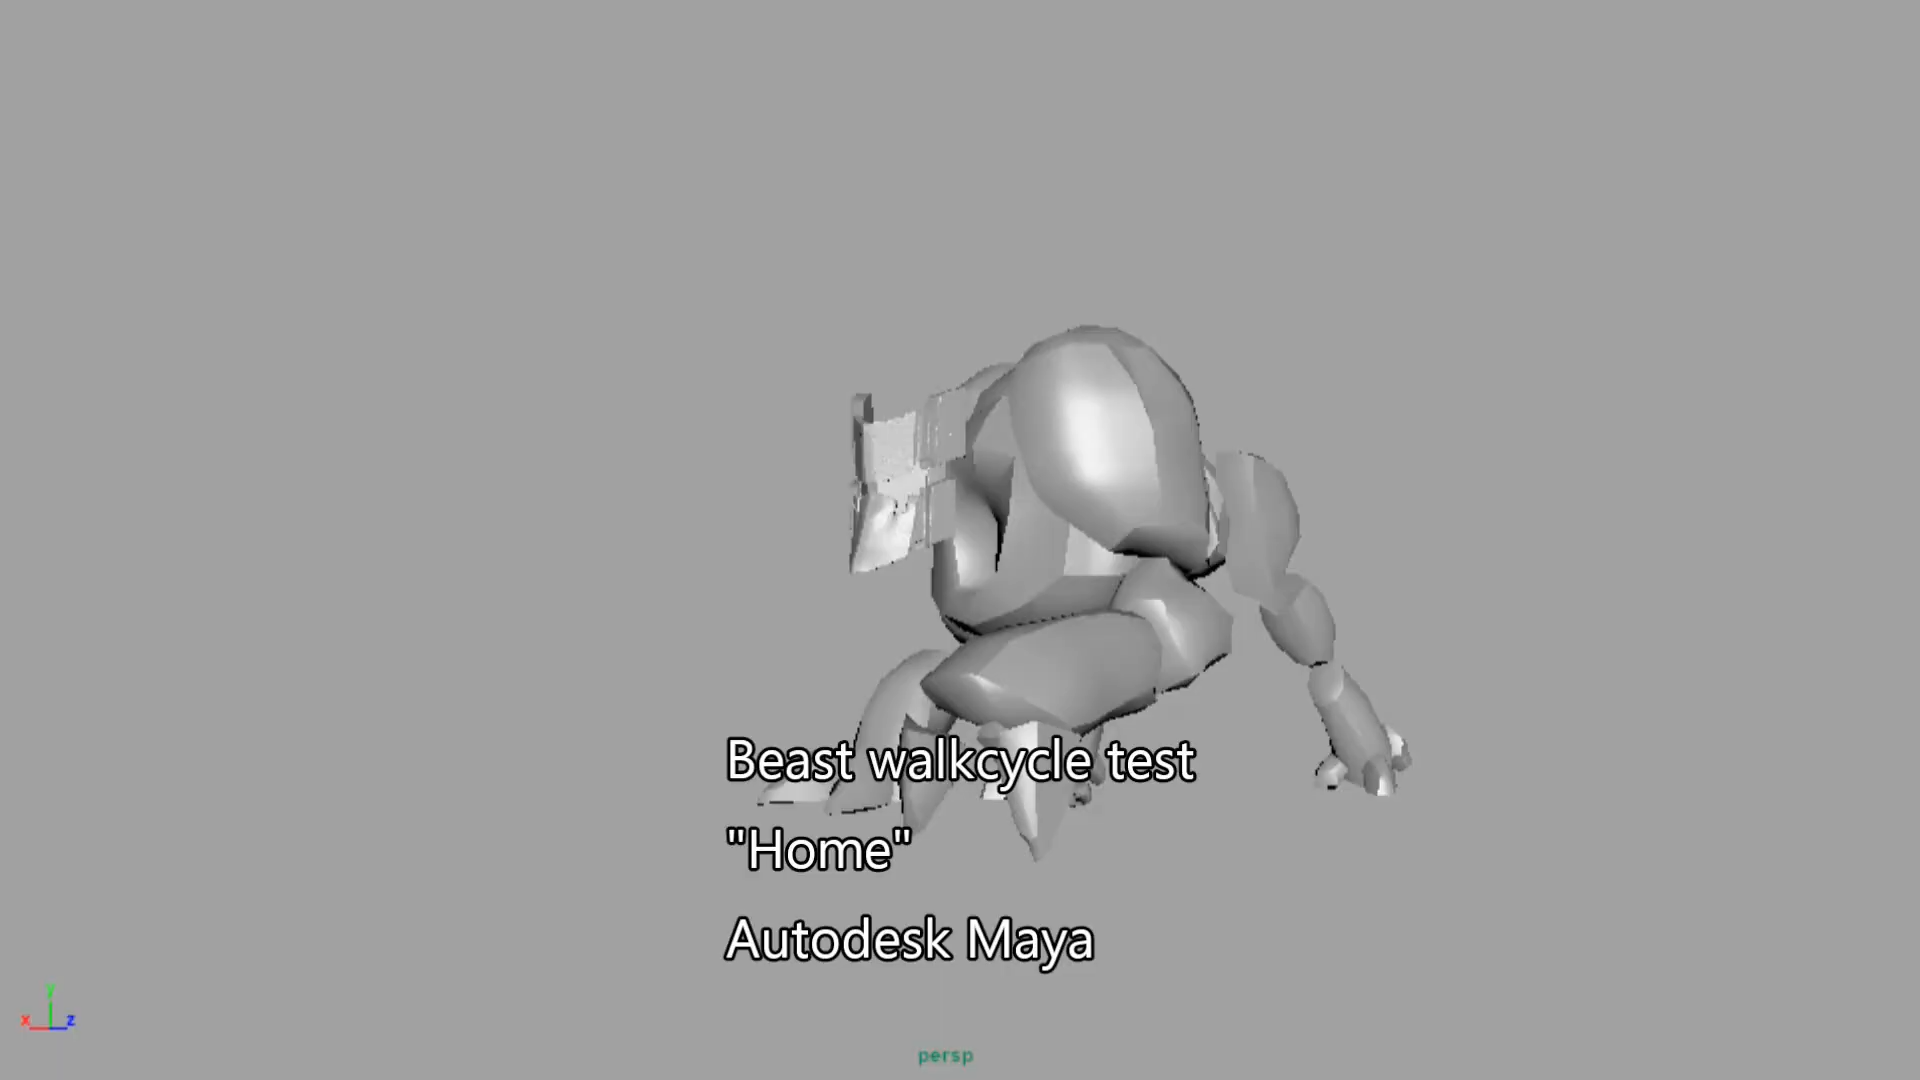 Beast walkcycle test
"Home"
Autodesk Maya
y
x z
persp